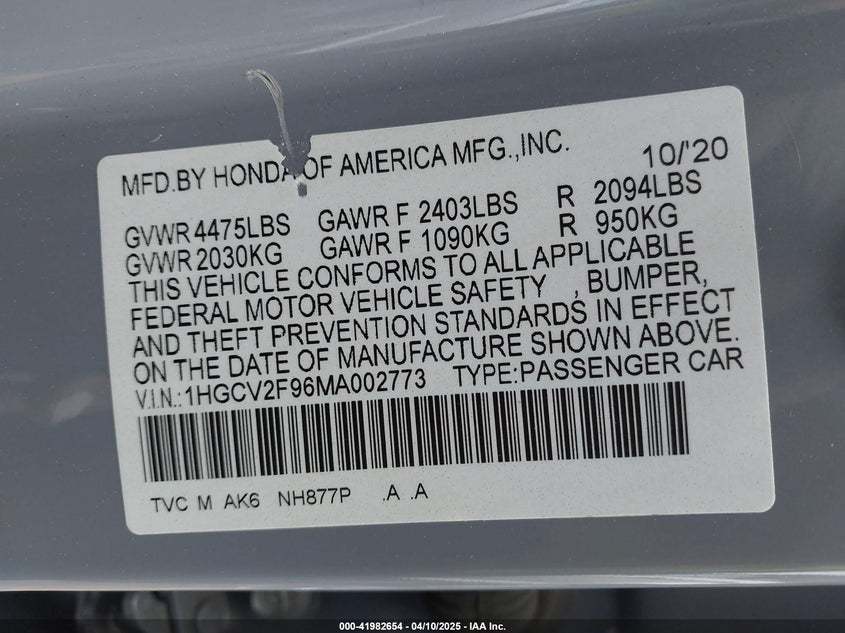 MFD.BY HONDA OF AMERICA MFG.,INC. 10/'20
GVWR 4475LBS GAWR F 2403LBS R 2094LBS
GVWR 2030KG GAWR F 1090KG R 950KG
THIS VEHICLE CONFORMS TO ALL APPLICABLE
FEDERAL MOTOR VEHICLE SAFETY , BUMPER,
AND THEFT PREVENTION STANDARDS IN EFFECT
ON THE DATE OF MANUFACTURE SHOWN ABOVE.
V.I.N.:1HGCV2F96MA002773 TYPE:PASSENGER CAR
TVC M AK6 NH877P .A .A
000-41982654 - 04/10/2025 - IAA Inc.